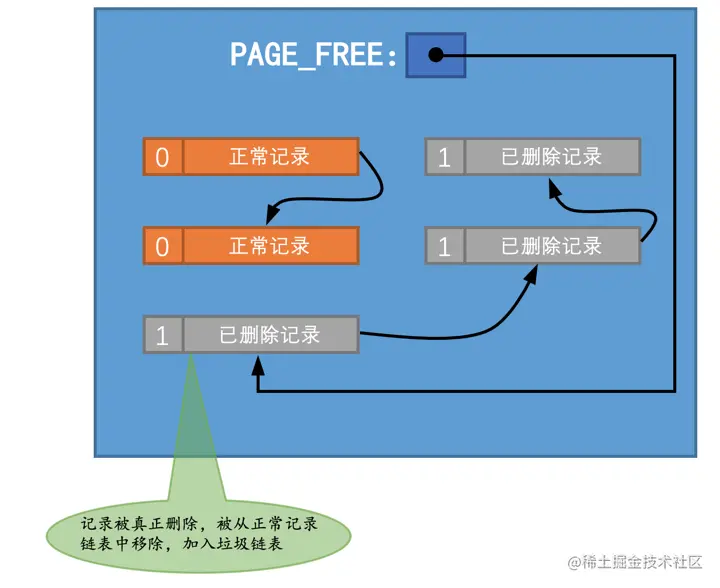 PAGE_FREE：
0 正常记录
1 已删除记录
0 正常记录
1 已删除记录
1 已删除记录
记录被真正删除，被从正常记录
链表中移除，加入垃圾链表
@稀土掘金技术社区